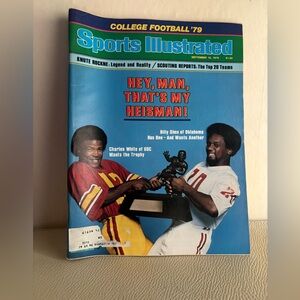 COLLEGE FOOTBALL '79
Sports Illustrated
KNUTE ROCKNE: Legend and Reality / SCOUTING REPORTS: The Top 20 Teams
HEY, MAN,
THAT'S MY
HEISMAN!
Billy Sims of Oklahoma
Has One—And Wants Another
Charles White of USC
Wants the Trophy
20